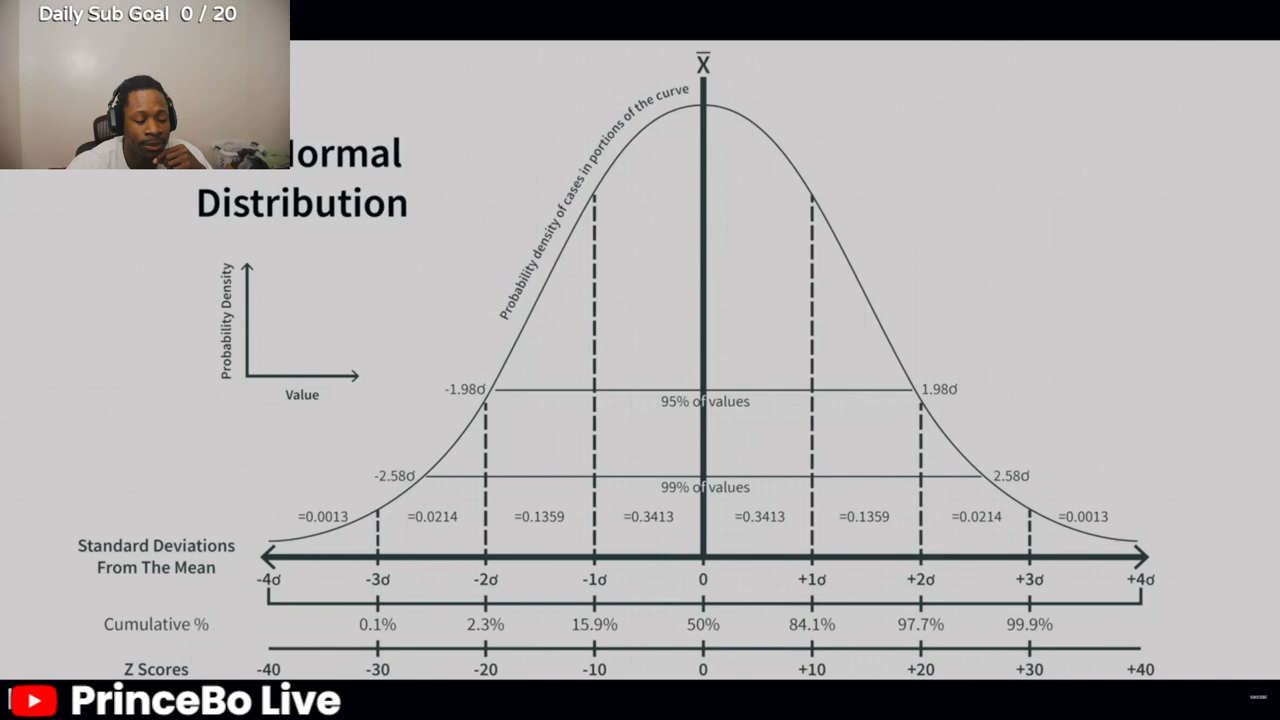 Daily Sub Goal 0 / 20
ormal
Distribution
X̄
Probability density of cases in portions of the curve
Probability Density
Value
-1.98σ
1.98σ
95% of values
-2.58σ
2.58σ
99% of values
=0.0013 =0.0214 =0.1359 =0.3413 =0.3413 =0.1359 =0.0214 =0.0013
Standard Deviations
From The Mean
-4σ -3σ -2σ -1σ 0 +1σ +2σ +3σ +4σ
Cumulative % 0.1% 2.3% 15.9% 50% 84.1% 97.7% 99.9%
Z Scores -40 -30 -20 -10 0 +10 +20 +30 +40
PrinceBo Live